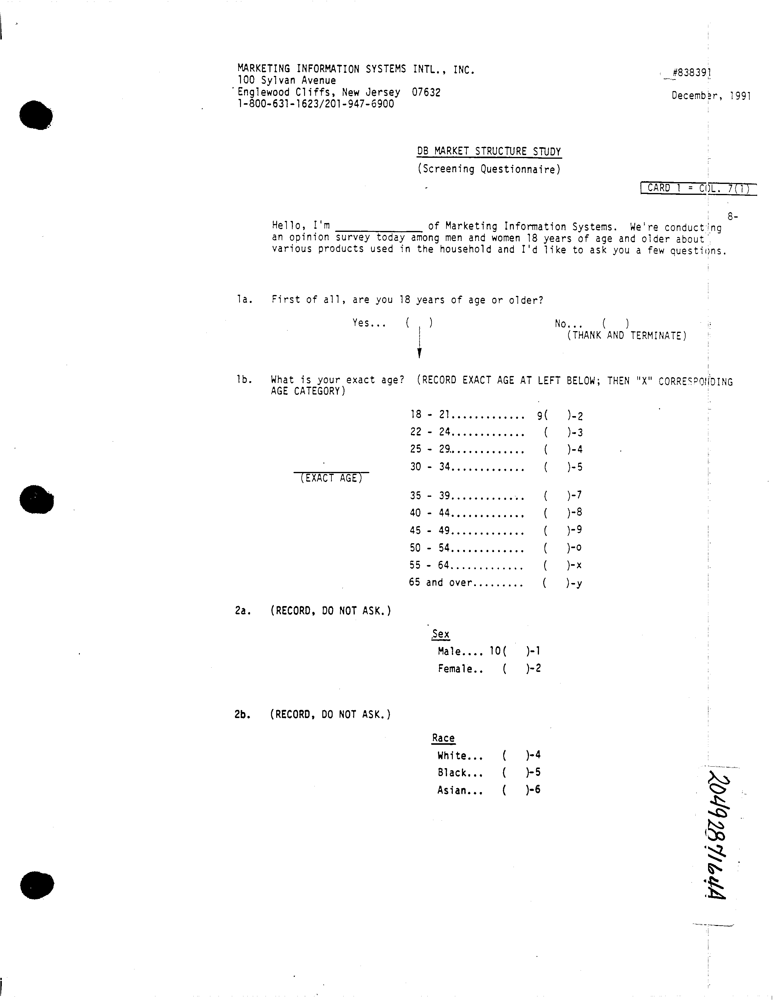 MARKETING INFORMATION SYSTEMS INTL., INC.
100 Sylvan Avenue
Englewood Cliffs, New Jersey 07632
1-800-631-1623/201-947-6900
#838391
December, 1991
DB MARKET STRUCTURE STUDY
(Screening Questionnaire)
CARD 1 = COL. 7(1)
8-
Hello, I'm ____________ of Marketing Information Systems. We're conducting
an opinion survey today among men and women 18 years of age and older about
various products used in the household and I'd like to ask you a few questions.
1a. First of all, are you 18 years of age or older?
Yes... ( ) No... ( )
(THANK AND TERMINATE)
1b. What is your exact age? (RECORD EXACT AGE AT LEFT BELOW; THEN "X" CORRESPONDING
AGE CATEGORY)
18 - 21............. 9( )-2
22 - 24............. ( )-3
25 - 29............. ( )-4
30 - 34............. ( )-5
(EXACT AGE)
35 - 39............. ( )-7
40 - 44............. ( )-8
45 - 49............. ( )-9
50 - 54............. ( )-o
55 - 64............. ( )-x
65 and over......... ( )-y
2a. (RECORD, DO NOT ASK.)
Sex
Male.... 10( )-1
Female.. ( )-2
2b. (RECORD, DO NOT ASK.)
Race
White... ( )-4
Black... ( )-5
Asian... ( )-6